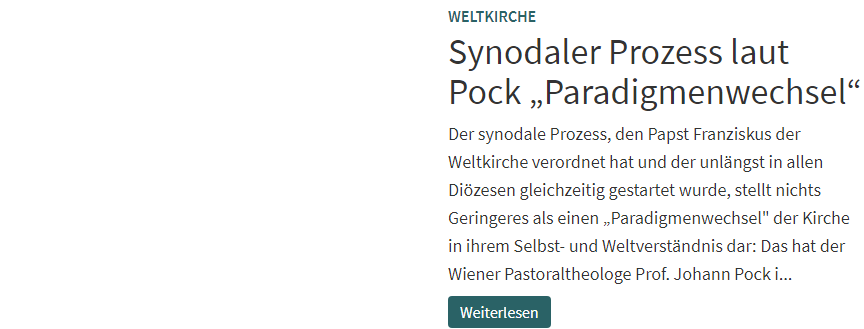 WELTKIRCHE
Synodaler Prozess laut
Pock „Paradigmenwechsel“
Der synodale Prozess, den Papst Franziskus der
Weltkirche verordnet hat und der unlängst in allen
Diözesen gleichzeitig gestartet wurde, stellt nichts
Geringeres als einen „Paradigmenwechsel" der Kirche
in ihrem Selbst- und Weltverständnis dar: Das hat der
Wiener Pastoraltheologe Prof. Johann Pock i...
Weiterlesen